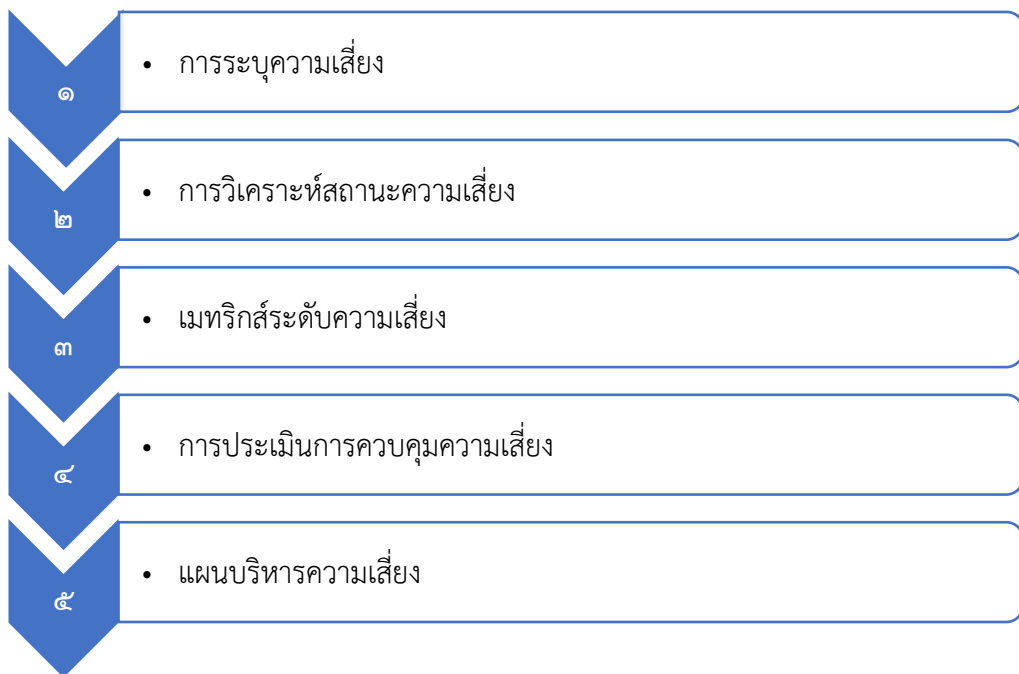 ๑
• การระบุความเสี่ยง
๒
• การวิเคราะห์สถานะความเสี่ยง
๓
• เมทริกส์ระดับความเสี่ยง
๔
• การประเมินการควบคุมความเสี่ยง
๕
• แผนบริหารความเสี่ยง